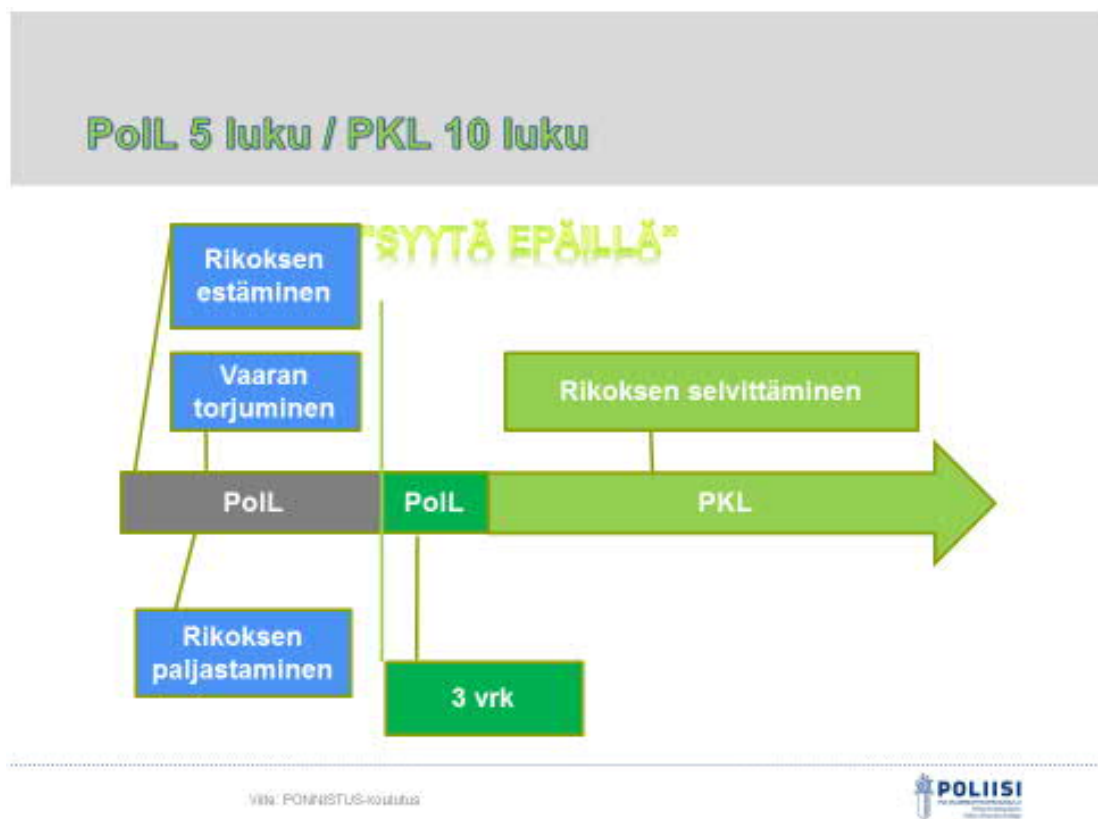 PolL 5 luku / PKL 10 luku
"SYYTÄ EPÄILLÄ"
Rikoksen
estäminen
Vaaran
torjuminen
Rikoksen selvittäminen
PolL
PolL
PKL
Rikoksen
paljastaminen
3 vrk
Viite: PONNISTUS-koulutus
POLIISI